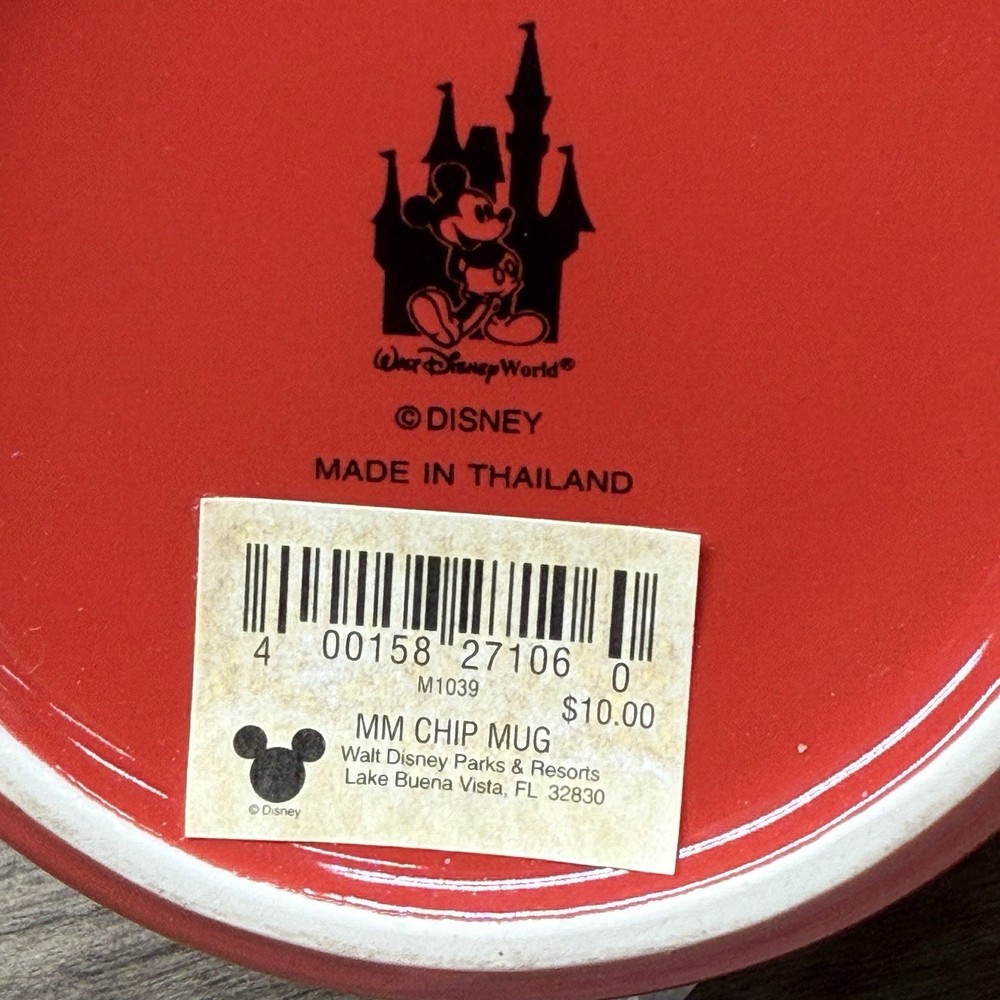 Walt Disney World®
© DISNEY
MADE IN THAILAND
4 00158 27106 0
M1039
$10.00
MM CHIP MUG
Walt Disney Parks & Resorts
Lake Buena Vista, FL 32830
© Disney